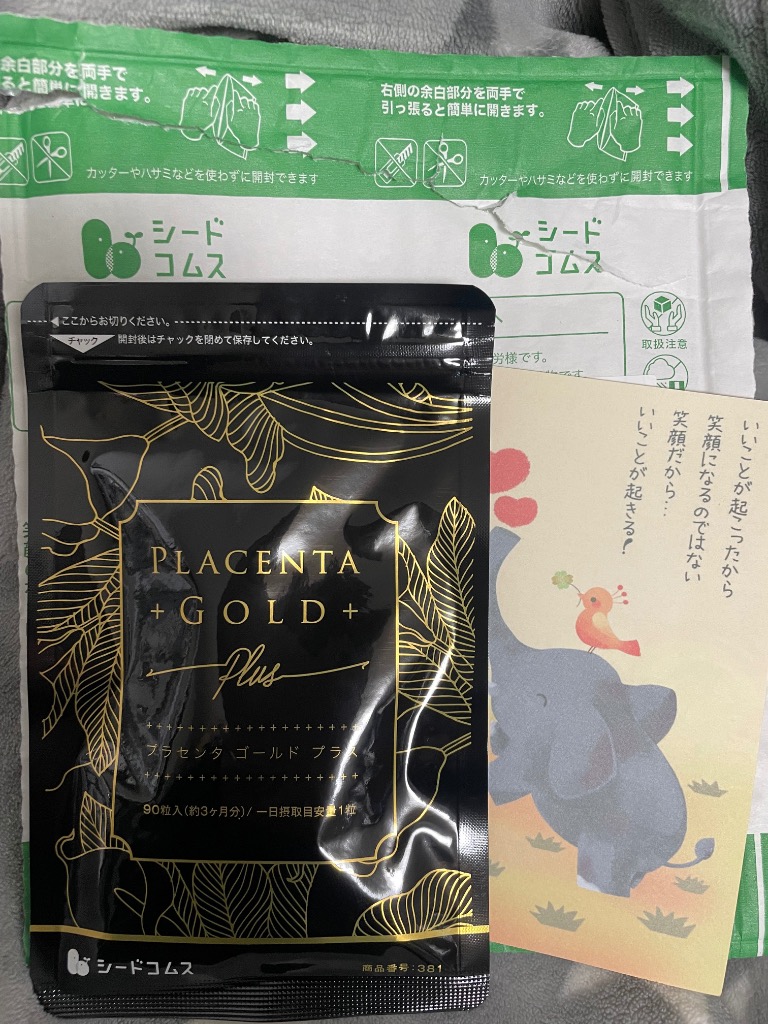 余白部分を両手で
ると簡単に開きます。
カッターやハサミなどを使わずに開封できます
右側の余白部分を両手で
引っ張ると簡単に開きます。
カッターやハサミなどを使わずに開封できます
シード
コムス
シード
コムス
取扱注意
労様です。
ここからお切りください。
チャック
開封後はチャックを閉めて保存してください。
PLACENTA
+GOLD+
Plus
プラセンタ ゴールド プラス
90粒入(約3ヶ月分)/一日摂取目安量1粒
シードコムス
商品番号:381
いいことが起こったから
笑顔になるのではない
笑顔だから…
いいことが起きる!